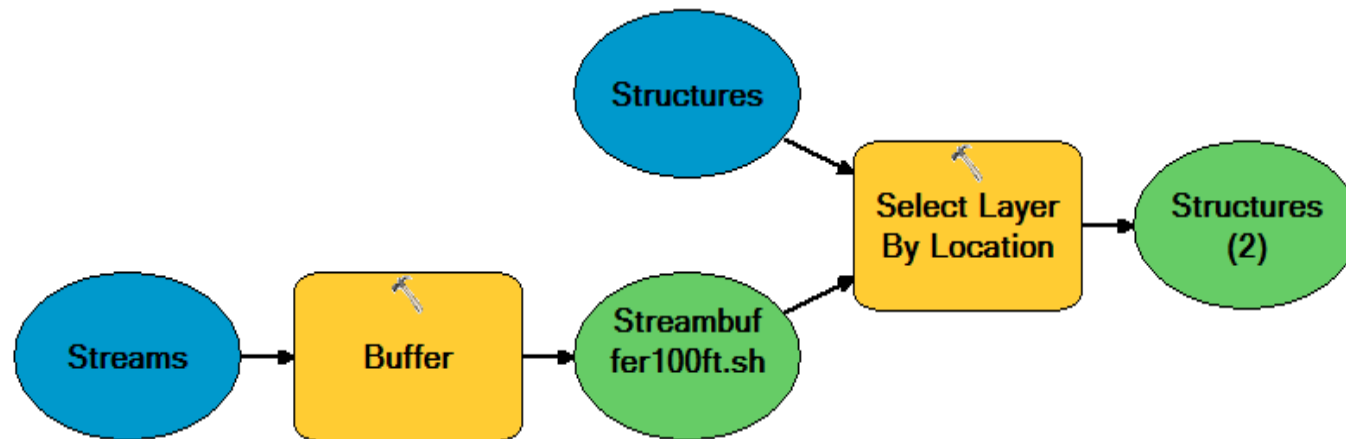 Structures
Select Layer
By Location
Structures
(2)
Streams
Buffer
Streambuf
fer100ft.sh